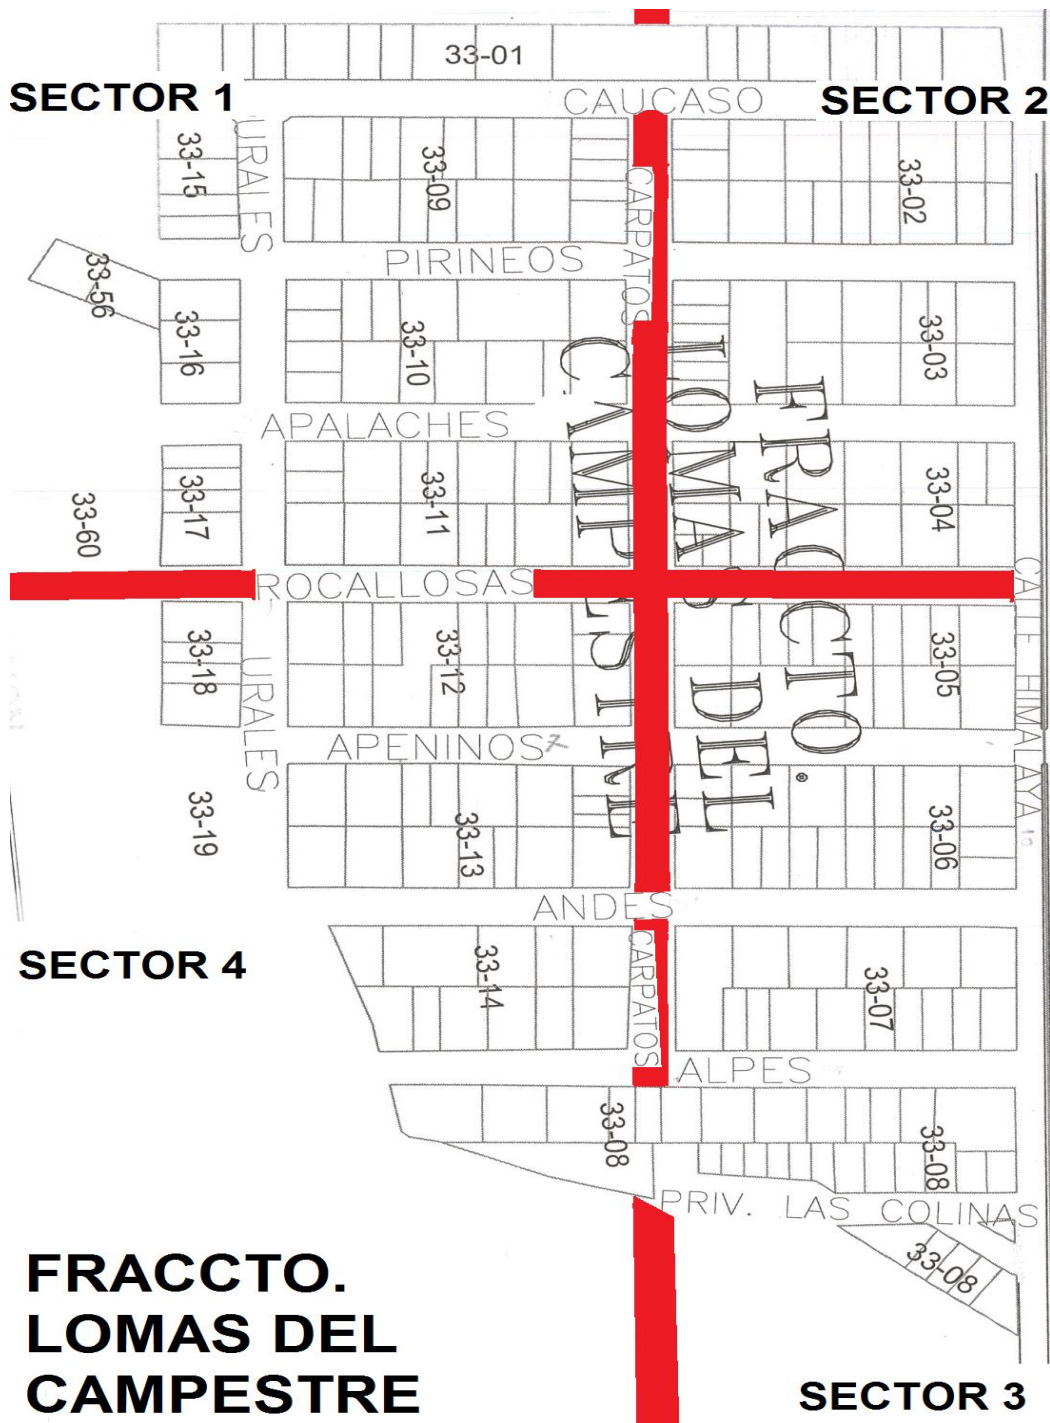 33-01
SECTOR 1
CAUCASO
SECTOR 2
33-15
URALES
33-09
CARPATOS
33-02
PIRINEOS
33-56
33-16
33-10
33-03
FRACCTO.
LOMAS DEL
CAMPESTRE
APALACHES
33-60
33-17
33-11
33-04
ROCALLOSAS
CALLE HIMALAYA
33-18
URALES
33-12
33-05
APENINOS
33-19
33-13
33-06
ANDES
SECTOR 4
33-14
CARPATOS
33-07
ALPES
33-08
33-08
PRIV. LAS COLINAS
33-08
FRACCTO.
LOMAS DEL
CAMPESTRE
SECTOR 3